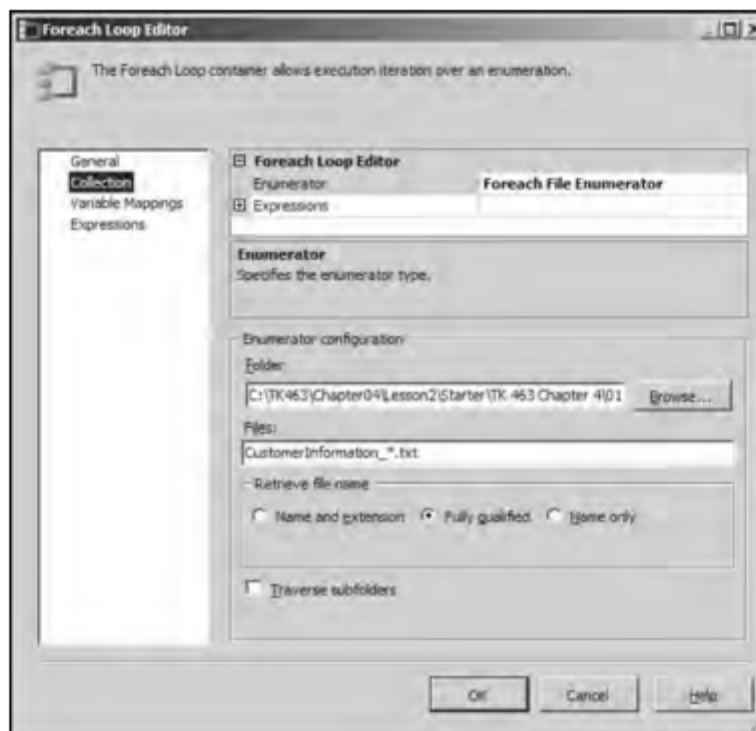 Foreach Loop Editor
The Foreach Loop container allows execution iteration over an enumeration.
General
Collection
Variable Mappings
Expressions
Foreach Loop Editor
Enumerator Foreach File Enumerator
Expressions
Enumerator
Specifies the enumerator type.
Enumerator configuration
Folder:
C:\TK463\Chapter04\Lesson2\Starter\TK 463 Chapter 4\01
Browse...
Files:
CustomerInformation_*.txt
Retrieve file name
Name and extension Fully qualified Name only
Traverse subfolders
OK Cancel Help